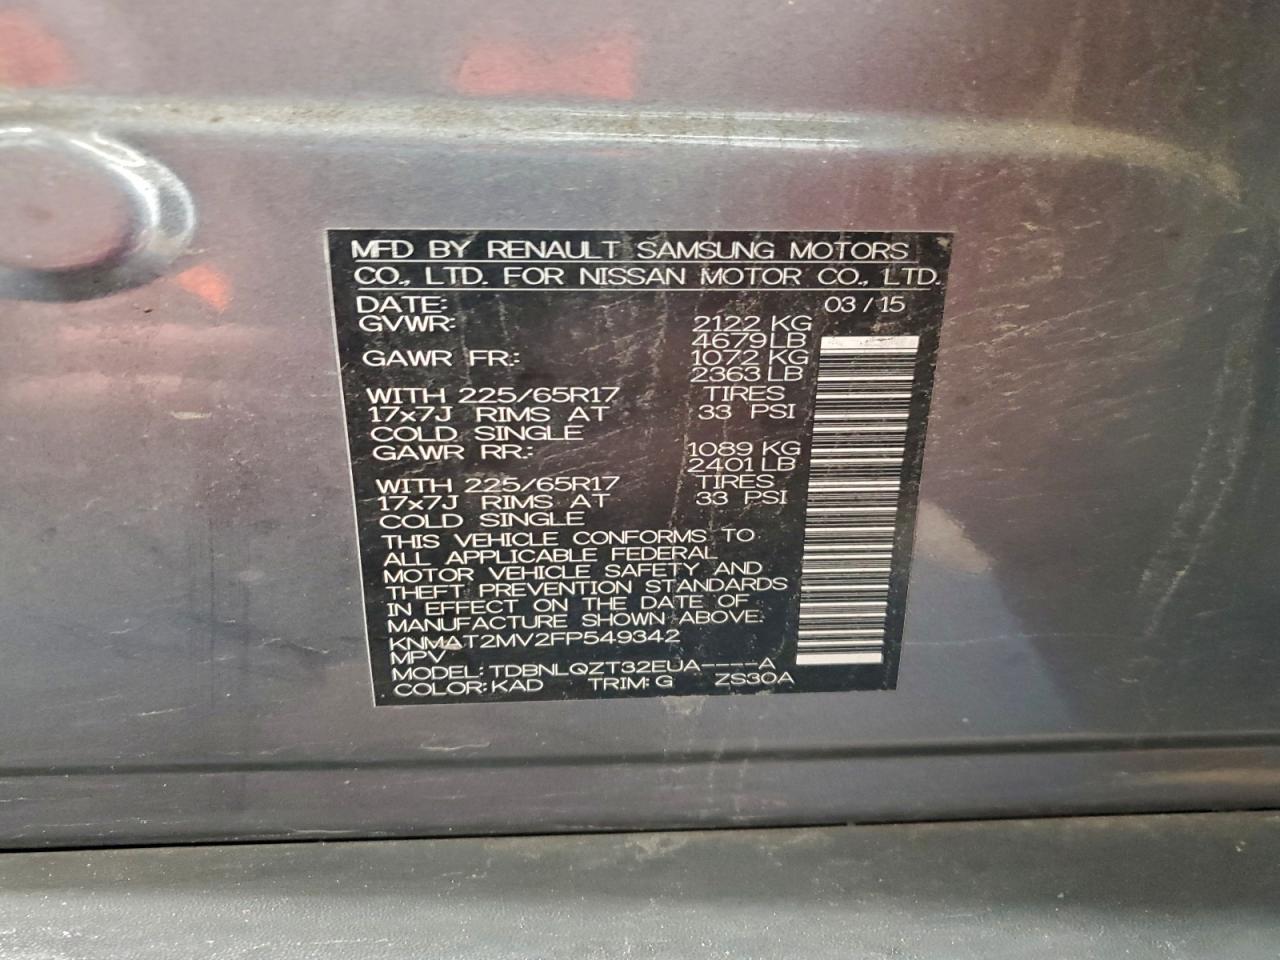 MFD BY RENAULT SAMSUNG MOTORS
CO., LTD. FOR NISSAN MOTOR CO., LTD.
DATE: 03 / 15
GVWR: 2122 KG
4679 LB
GAWR FR.: 1072 KG
2363 LB
WITH 225/65R17 TIRES
17x7J RIMS AT 33 PSI
COLD SINGLE
GAWR RR.: 1089 KG
2401 LB
WITH 225/65R17 TIRES
17x7J RIMS AT 33 PSI
COLD SINGLE
THIS VEHICLE CONFORMS TO
ALL APPLICABLE FEDERAL
MOTOR VEHICLE SAFETY AND
THEFT PREVENTION STANDARDS
IN EFFECT ON THE DATE OF
MANUFACTURE SHOWN ABOVE.
KNMAT2MV2FP549342
MPV
MODEL: TDBNLQZT32EUA----A
COLOR: KAD TRIM: G ZS30A